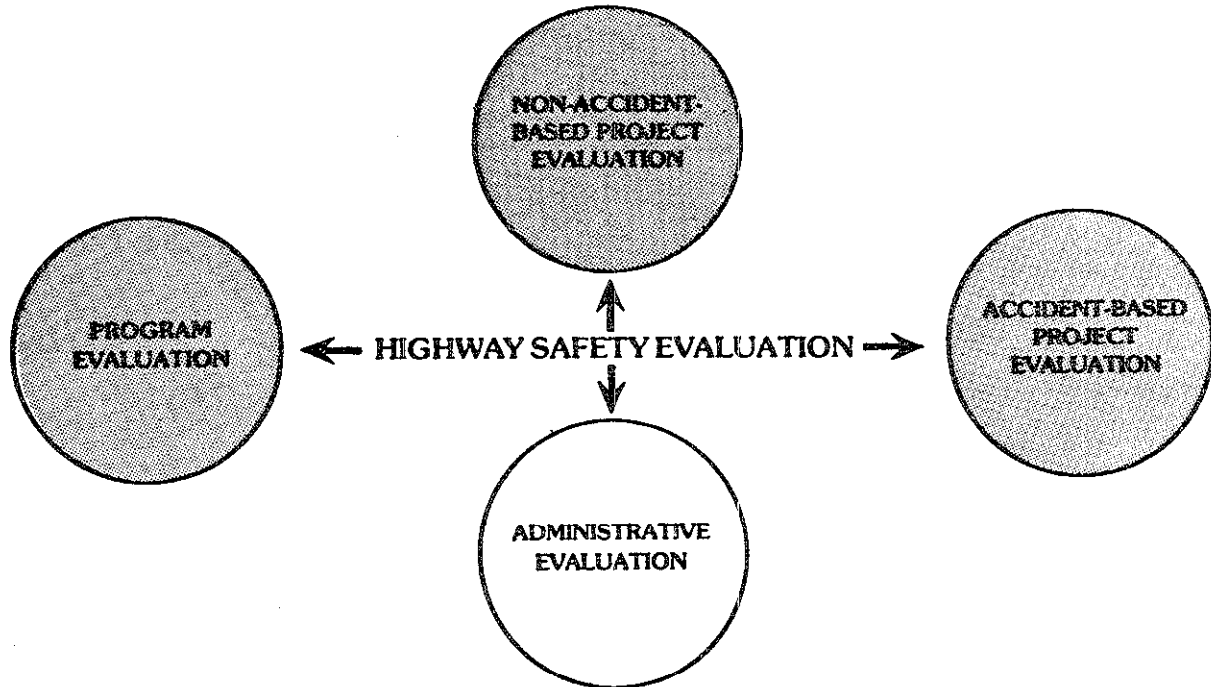 NON-ACCIDENT-
BASED PROJECT
EVALUATION
PROGRAM
EVALUATION
HIGHWAY SAFETY EVALUATION
ACCIDENT-BASED
PROJECT
EVALUATION
ADMINISTRATIVE
EVALUATION